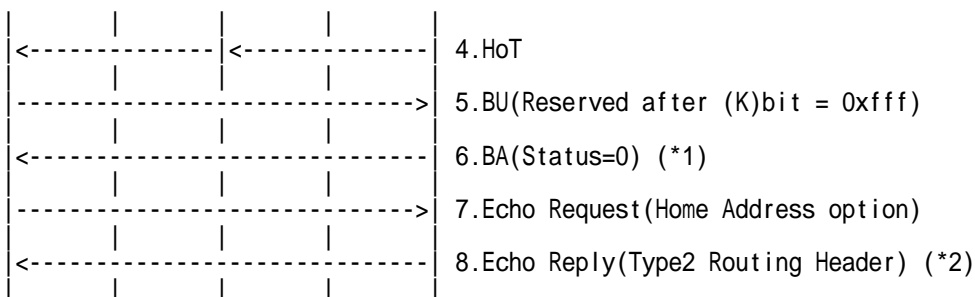 4.HoT
5.BU(Reserved after (K)bit = 0xfff)
6.BA(Status=0) (*1)
7.Echo Request(Home Address option)
8.Echo Reply(Type2 Routing Header) (*2)